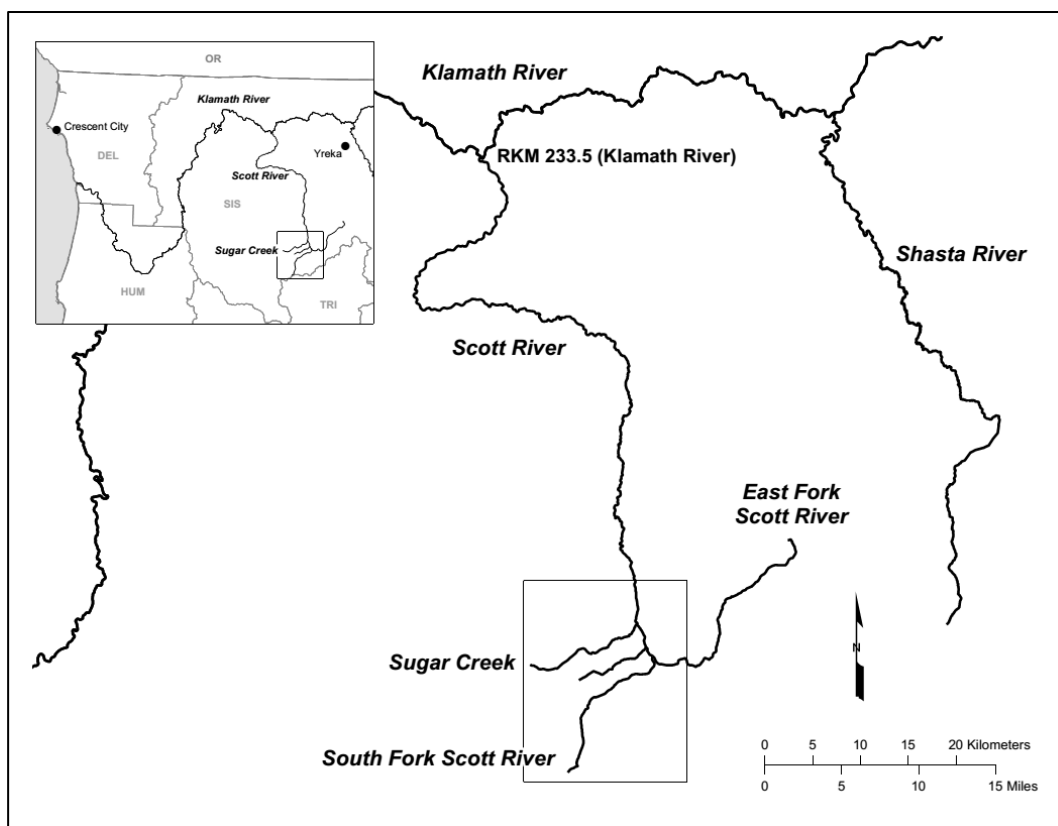 OR
Klamath River
Crescent City
DEL
Yreka
Scott River
SIS
Sugar Creek
HUM
TRI
Klamath River
RKM 233.5 (Klamath River)
Shasta River
Scott River
East Fork
Scott River
N
Sugar Creek
South Fork Scott River
0 5 10 15 20 Kilometers
0 5 10 15 Miles